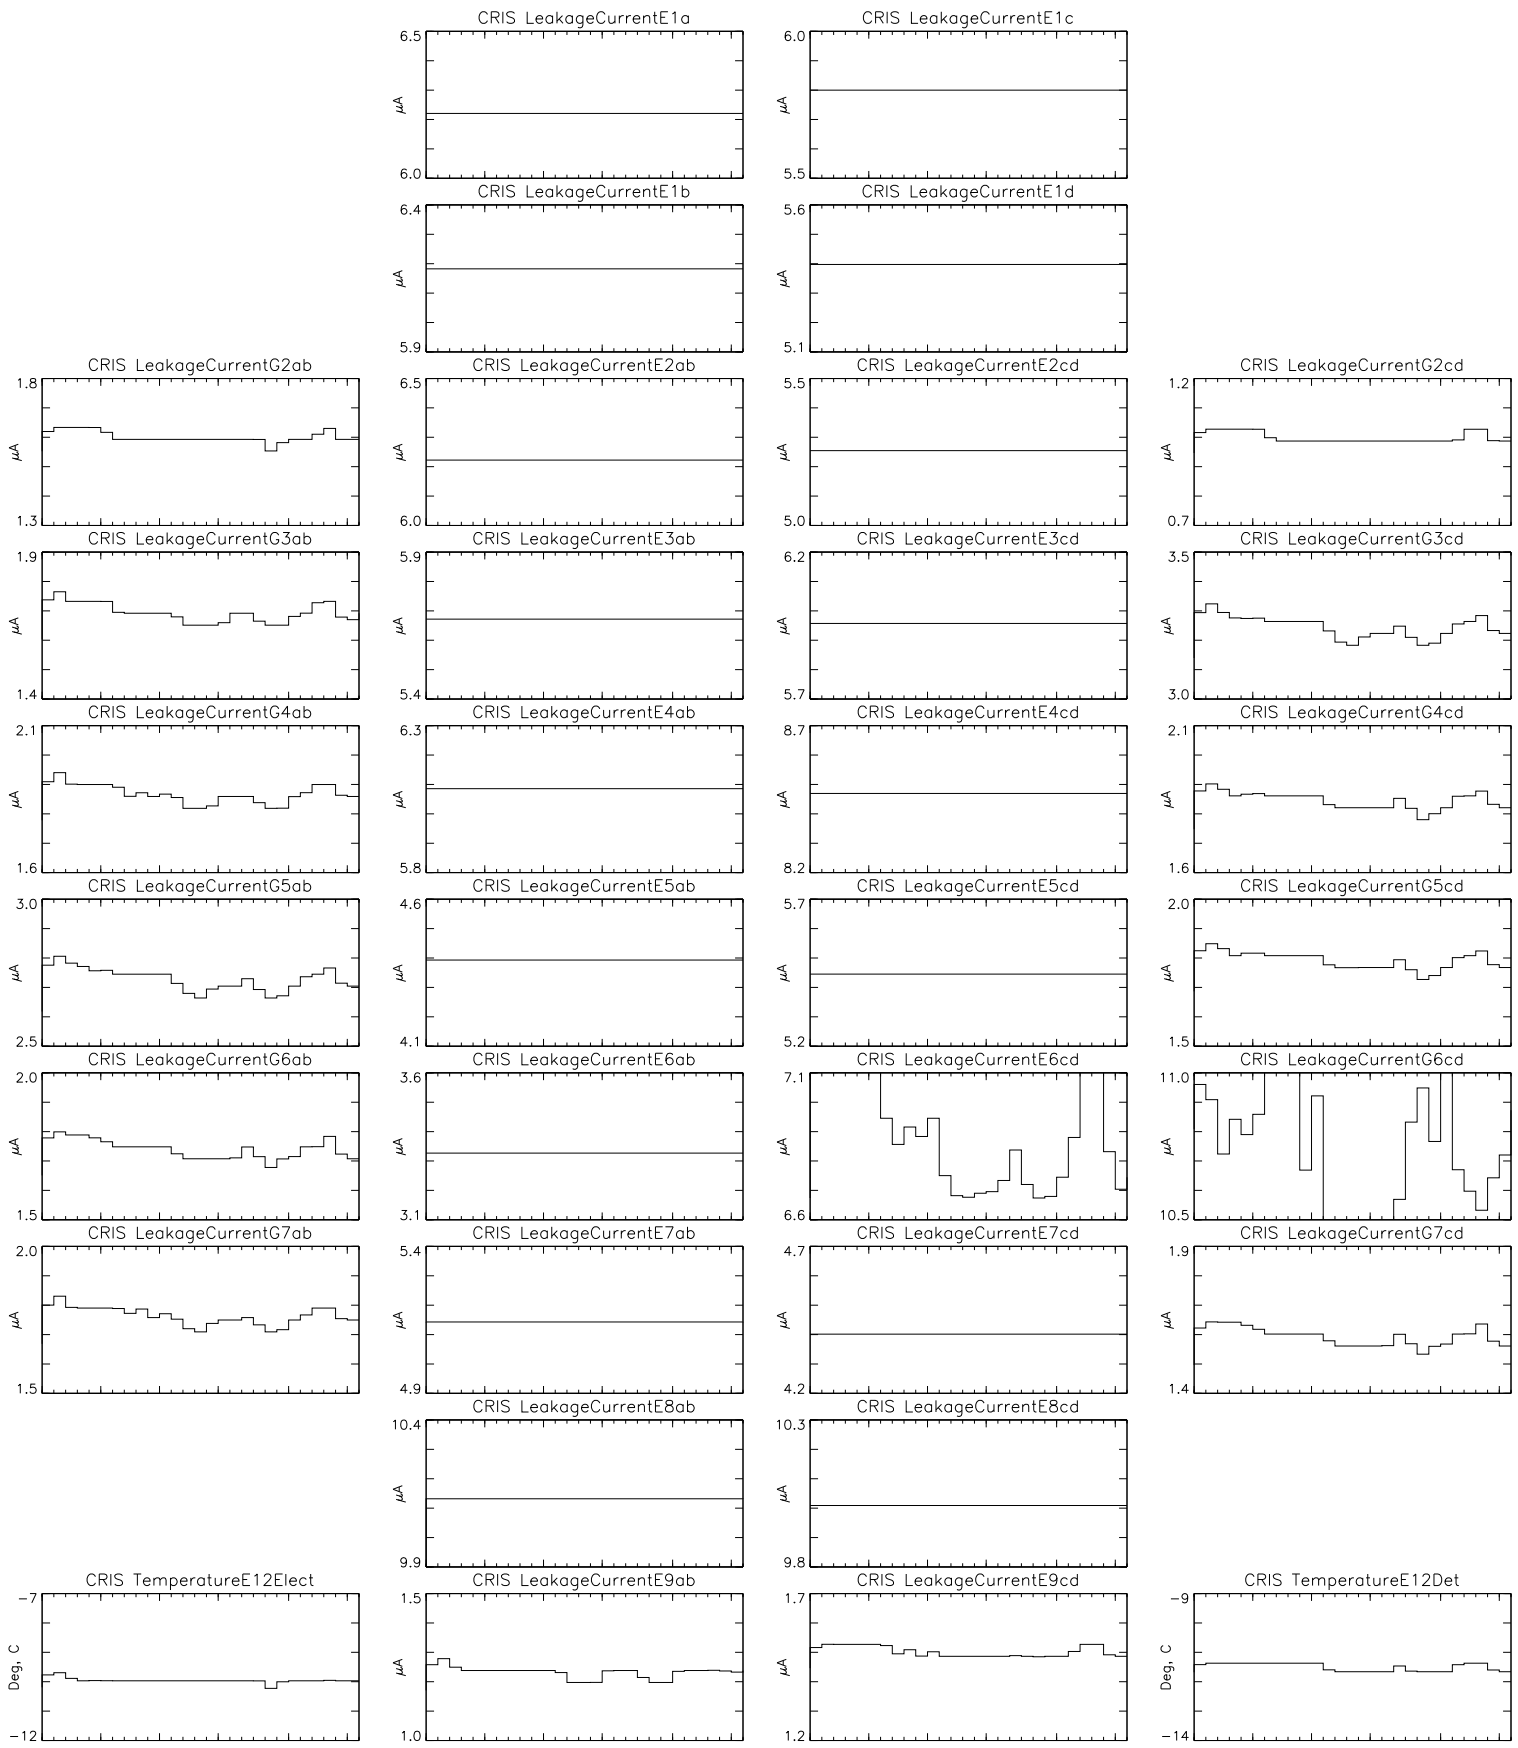 CRIS LeakageCurrentE1a
6.5
μA
6.0
CRIS LeakageCurrentE1c
6.0
μA
5.5
CRIS LeakageCurrentE1b
6.4
μA
5.9
CRIS LeakageCurrentE1d
5.6
μA
5.1
CRIS LeakageCurrentG2ab
1.8
μA
1.3
CRIS LeakageCurrentE2ab
6.5
μA
6.0
CRIS LeakageCurrentE2cd
5.5
μA
5.0
CRIS LeakageCurrentG2cd
1.2
μA
0.7
CRIS LeakageCurrentG3ab
1.9
μA
1.4
CRIS LeakageCurrentE3ab
5.9
μA
5.4
CRIS LeakageCurrentE3cd
6.2
μA
5.7
CRIS LeakageCurrentG3cd
3.5
μA
3.0
CRIS LeakageCurrentG4ab
2.1
μA
1.6
CRIS LeakageCurrentE4ab
6.3
μA
5.8
CRIS LeakageCurrentE4cd
8.7
μA
8.2
CRIS LeakageCurrentG4cd
2.1
μA
1.6
CRIS LeakageCurrentG5ab
3.0
μA
2.5
CRIS LeakageCurrentE5ab
4.6
μA
4.1
CRIS LeakageCurrentE5cd
5.7
μA
5.2
CRIS LeakageCurrentG5cd
2.0
μA
1.5
CRIS LeakageCurrentG6ab
2.0
μA
1.5
CRIS LeakageCurrentE6ab
3.6
μA
3.1
CRIS LeakageCurrentE6cd
7.1
μA
6.6
CRIS LeakageCurrentG6cd
11.0
μA
10.5
CRIS LeakageCurrentG7ab
2.0
μA
1.5
CRIS LeakageCurrentE7ab
5.4
μA
4.9
CRIS LeakageCurrentE7cd
4.7
μA
4.2
CRIS LeakageCurrentG7cd
1.9
μA
1.4
CRIS LeakageCurrentE8ab
10.4
μA
9.9
CRIS LeakageCurrentE8cd
10.3
μA
9.8
CRIS TemperatureE12Elect
-7
Deg, C
-12
CRIS LeakageCurrentE9ab
1.5
μA
1.0
CRIS LeakageCurrentE9cd
1.7
μA
1.2
CRIS TemperatureE12Det
-9
Deg, C
-14